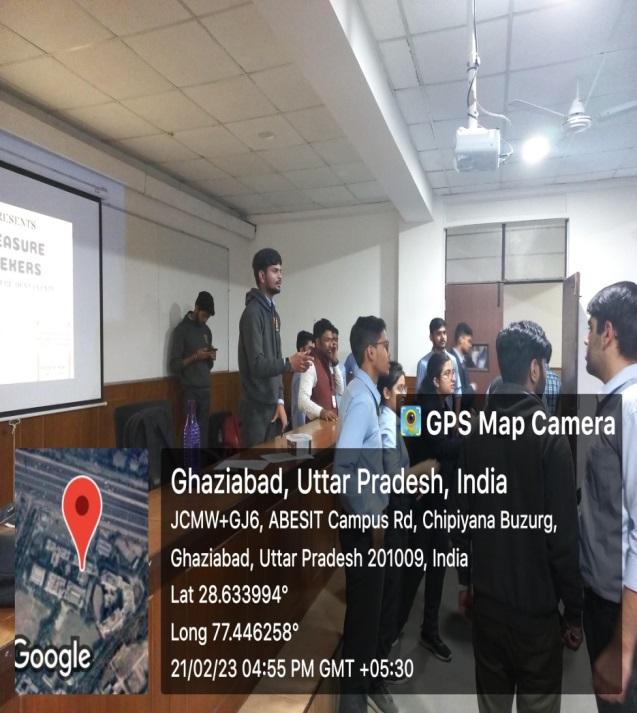 RESENTS
EASURE
EKERS
GPS Map Camera
Ghaziabad, Uttar Pradesh, India
JCMW+GJ6, ABESIT Campus Rd, Chipiyana Buzurg,
Ghaziabad, Uttar Pradesh 201009, India
Lat 28.633994°
Long 77.446258°
21/02/23 04:55 PM GMT +05:30
Google